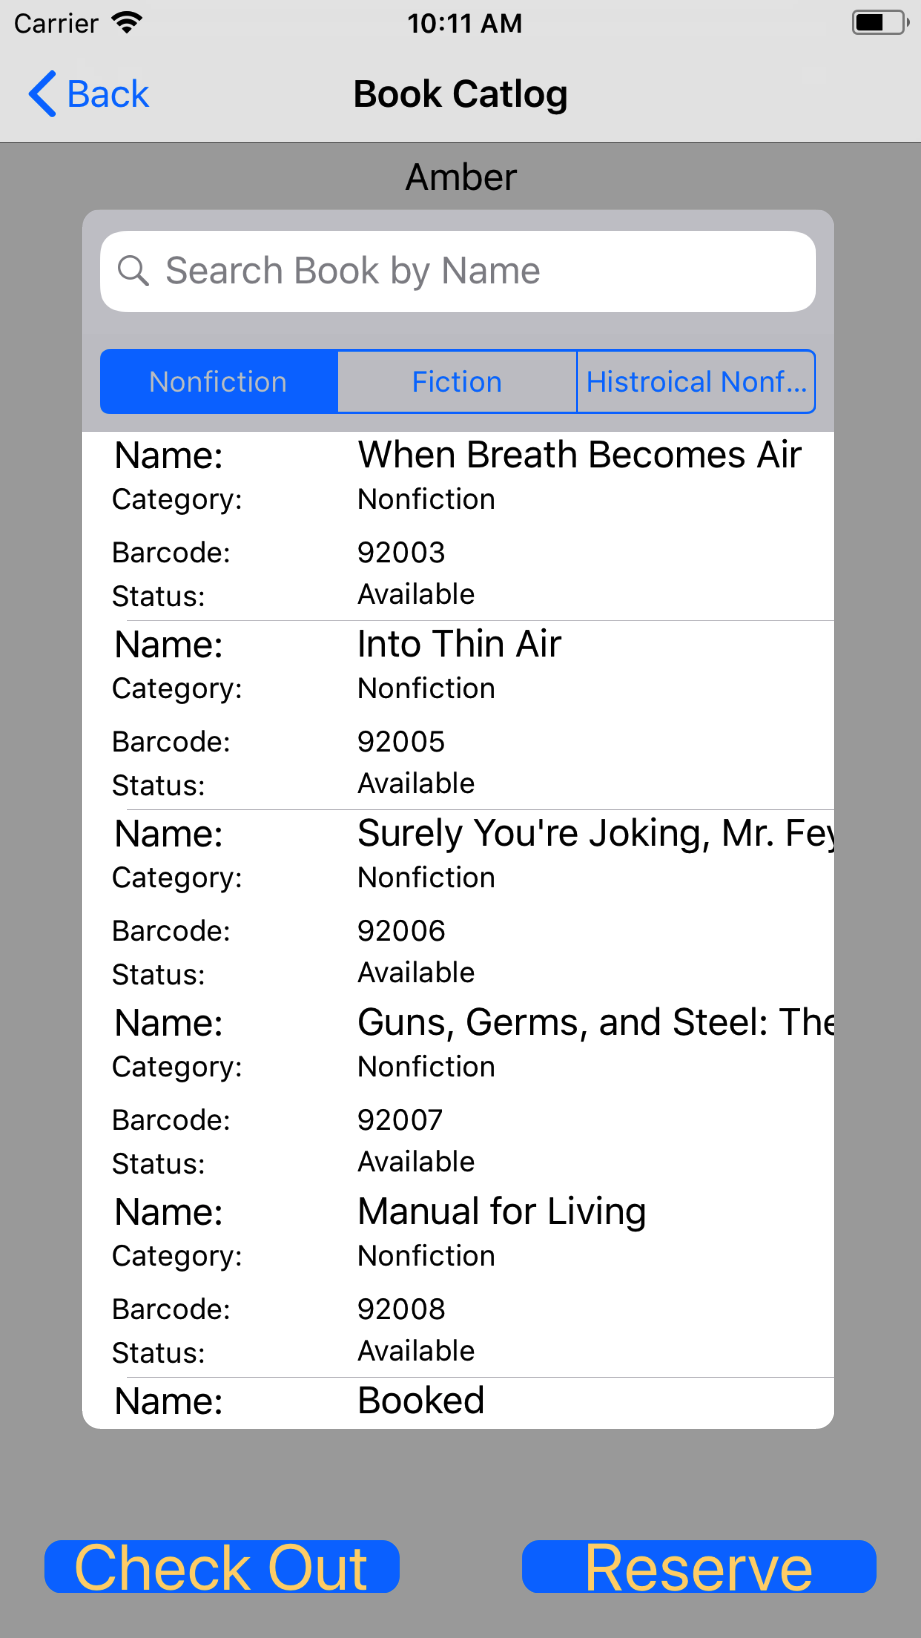 Carrier 10:11 AM
Back Book Catlog
Amber
Search Book by Name
Nonfiction Fiction Histroical Nonf...
Name: When Breath Becomes Air
Category: Nonfiction
Barcode: 92003
Status: Available
Name: Into Thin Air
Category: Nonfiction
Barcode: 92005
Status: Available
Name: Surely You're Joking, Mr. Fey
Category: Nonfiction
Barcode: 92006
Status: Available
Name: Guns, Germs, and Steel: The
Category: Nonfiction
Barcode: 92007
Status: Available
Name: Manual for Living
Category: Nonfiction
Barcode: 92008
Status: Available
Name: Booked
Check Out Reserve